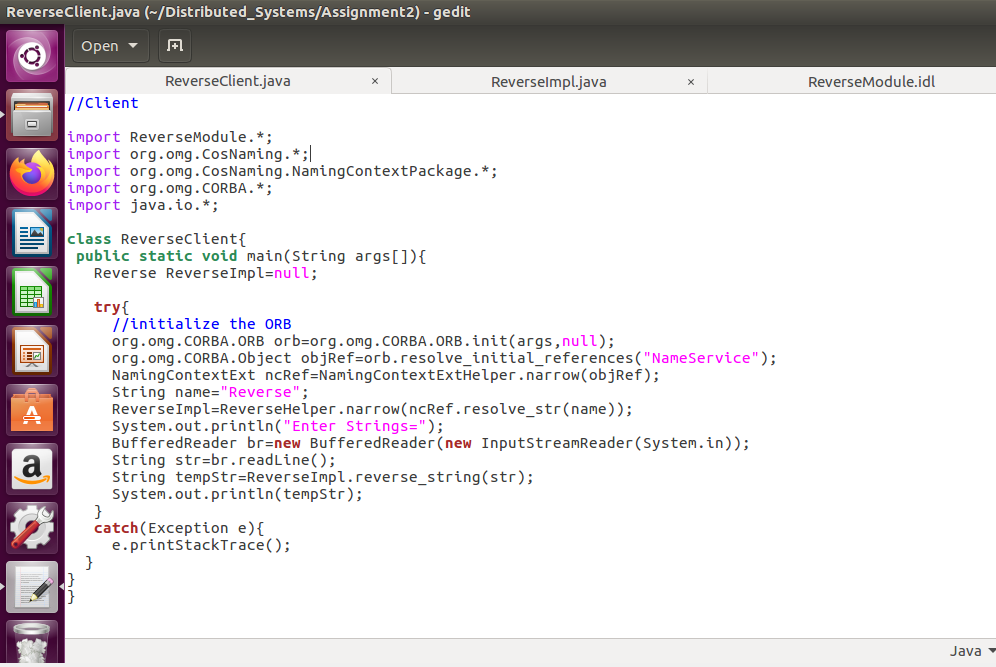 ReverseClient.java (~/Distributed_Systems/Assignment2) - gedit
Open
ReverseClient.java × ReverseImpl.java × ReverseModule.idl
//Client
import ReverseModule.*;
import org.omg.CosNaming.*;
import org.omg.CosNaming.NamingContextPackage.*;
import org.omg.CORBA.*;
import java.io.*;
class ReverseClient{
public static void main(String args[]){
Reverse ReverseImpl=null;
try{
//initialize the ORB
org.omg.CORBA.ORB orb=org.omg.CORBA.ORB.init(args,null);
org.omg.CORBA.Object objRef=orb.resolve_initial_references("NameService");
NamingContextExt ncRef=NamingContextExtHelper.narrow(objRef);
String name="Reverse";
ReverseImpl=ReverseHelper.narrow(ncRef.resolve_str(name));
System.out.println("Enter Strings=");
BufferedReader br=new BufferedReader(new InputStreamReader(System.in));
String str=br.readLine();
String tempStr=ReverseImpl.reverse_string(str);
System.out.println(tempStr);
}
catch(Exception e){
e.printStackTrace();
}
}
}
Java